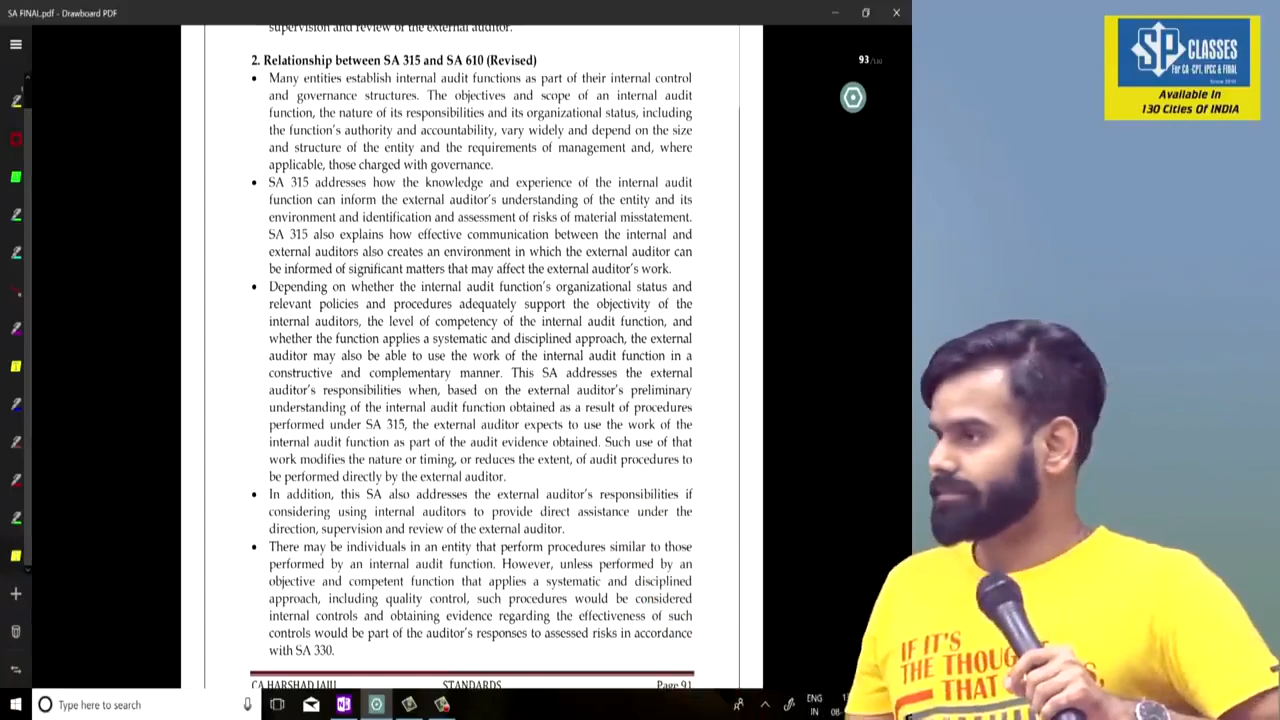 SA FINAL.pdf - Drawboard PDF
supervision and review of the external auditor.
2. Relationship between SA 315 and SA 610 (Revised)
• Many entities establish internal audit functions as part of their internal control
and governance structures. The objectives and scope of an internal audit
function, the nature of its responsibilities and its organizational status, including
the function's authority and accountability, vary widely and depend on the size
and structure of the entity and the requirements of management and, where
applicable, those charged with governance.
• SA 315 addresses how the knowledge and experience of the internal audit
function can inform the external auditor's understanding of the entity and its
environment and identification and assessment of risks of material misstatement.
SA 315 also explains how effective communication between the internal and
external auditors also creates an environment in which the external auditor can
be informed of significant matters that may affect the external auditor's work.
• Depending on whether the internal audit function's organizational status and
relevant policies and procedures adequately support the objectivity of the
internal auditors, the level of competency of the internal audit function, and
whether the function applies a systematic and disciplined approach, the external
auditor may also be able to use the work of the internal audit function in a
constructive and complementary manner. This SA addresses the external
auditor's responsibilities when, based on the external auditor's preliminary
understanding of the internal audit function obtained as a result of procedures
performed under SA 315, the external auditor expects to use the work of the
internal audit function as part of the audit evidence obtained. Such use of that
work modifies the nature or timing, or reduces the extent, of audit procedures to
be performed directly by the external auditor.
• In addition, this SA also addresses the external auditor's responsibilities if
considering using internal auditors to provide direct assistance under the
direction, supervision and review of the external auditor.
• There may be individuals in an entity that perform procedures similar to those
performed by an internal audit function. However, unless performed by an
objective and competent function that applies a systematic and disciplined
approach, including quality control, such procedures would be considered
internal controls and obtaining evidence regarding the effectiveness of such
controls would be part of the auditor's responses to assessed risks in accordance
with SA 330.
CA HARSHAD JAJU STANDARDS Page 91
93
SP CLASSES
For CA -CPT, IPCC & FINAL
Since 2010
Available In
130 Cities Of INDIA
IF IT'S
THE THOU
THAT
Type here to search
ENG
IN